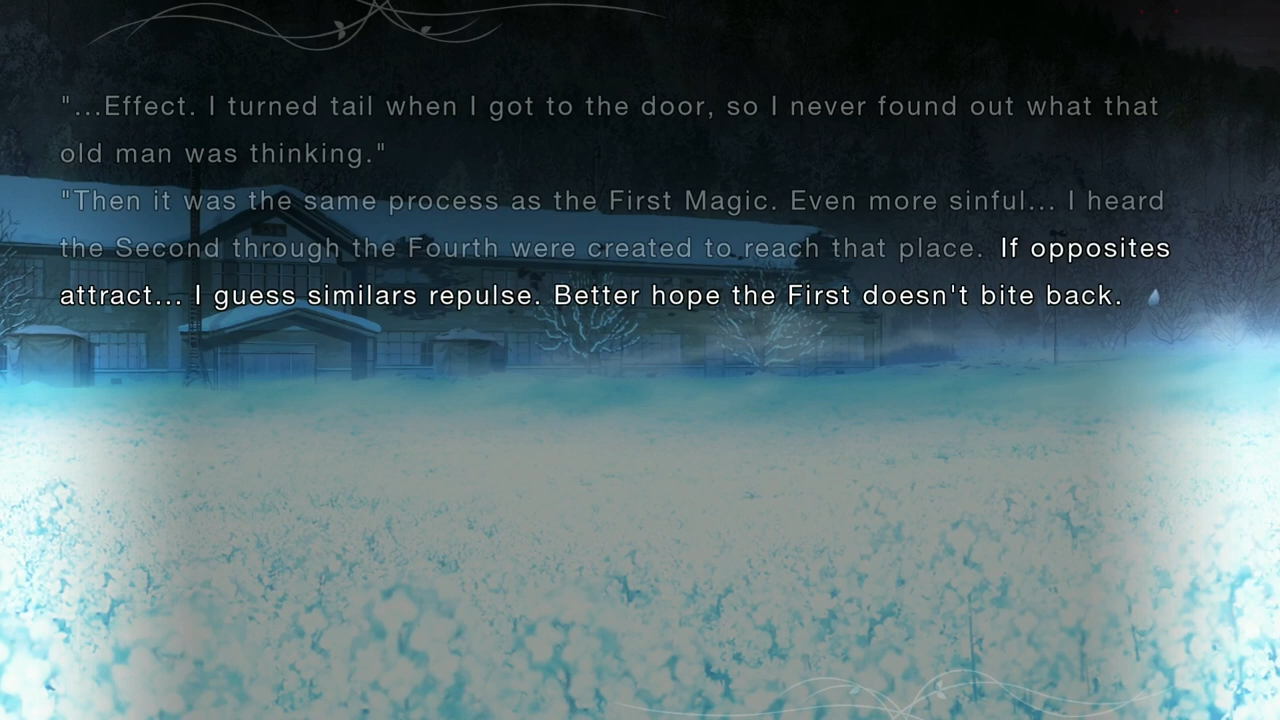 "...Effect. I turned tail when I got to the door, so I never found out what that
old man was thinking."
"Then it was the same process as the First Magic. Even more sinful... I heard
the Second through the Fourth were created to reach that place. If opposites
attract... I guess similars repulse. Better hope the First doesn't bite back.